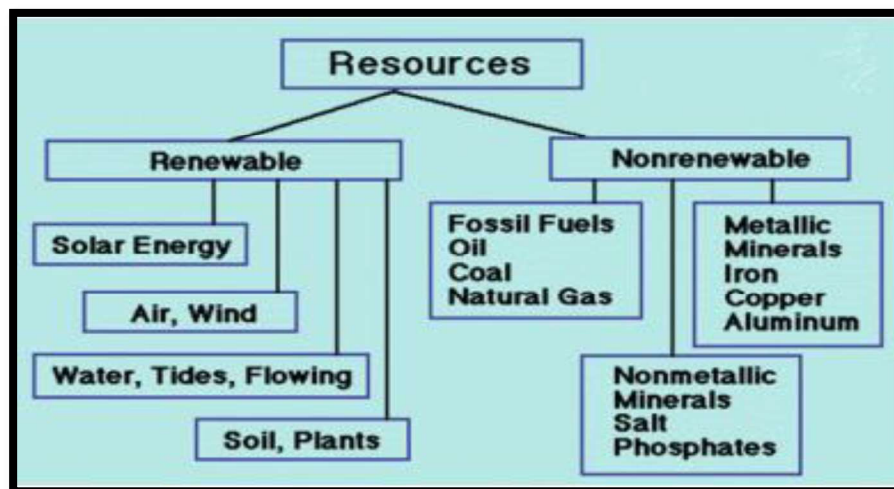 Resources
Renewable
Nonrenewable
Solar Energy
Air, Wind
Water, Tides, Flowing
Soil, Plants
Fossil Fuels
Oil
Coal
Natural Gas
Metallic
Minerals
Iron
Copper
Aluminum
Nonmetallic
Minerals
Salt
Phosphates